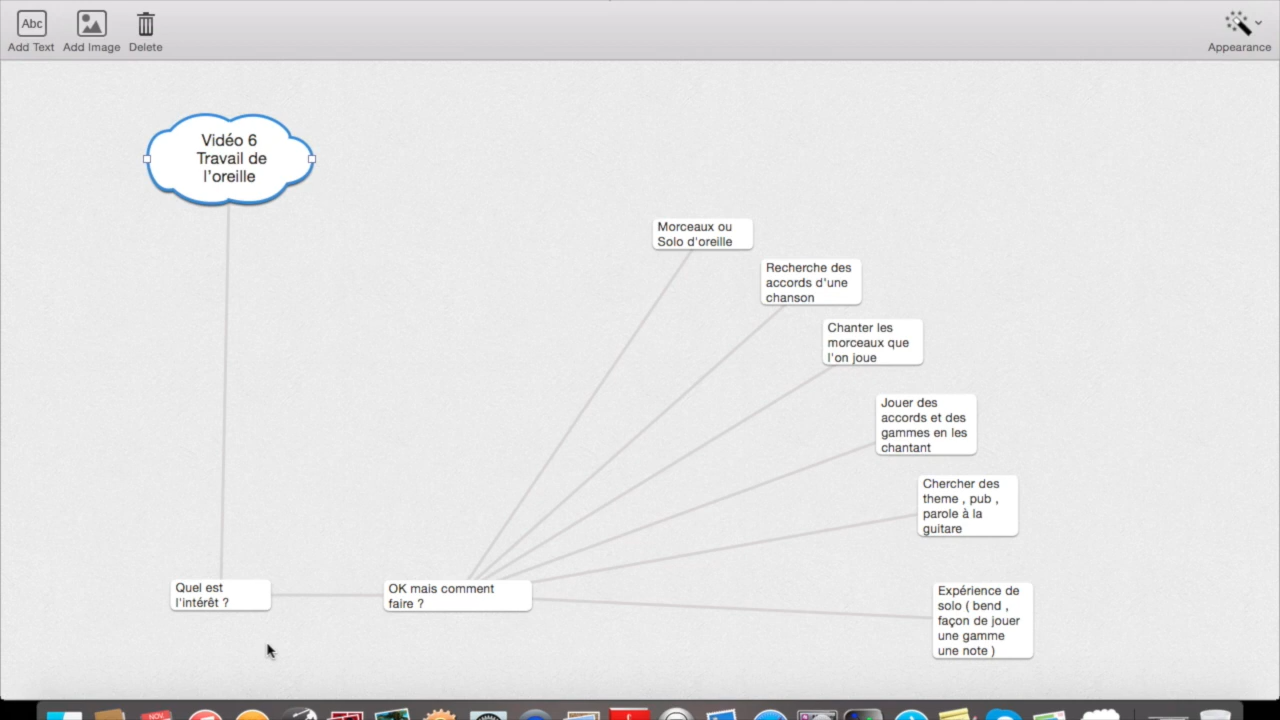 Abc
Add Text
Add Image
Delete
Appearance
Vidéo 6
Travail de
l’oreille
Morceaux ou
Solo d'oreille
Recherche des
accords d'une
chanson
Chanter les
morceaux que
l'on joue
Jouer des
accords et des
gammes en les
chantant
Chercher des
theme , pub ,
parole à la
guitare
Quel est
l'intérêt ?
OK mais comment
faire ?
Expérience de
solo ( bend ,
façon de jouer
une gamme
une note )
NOV